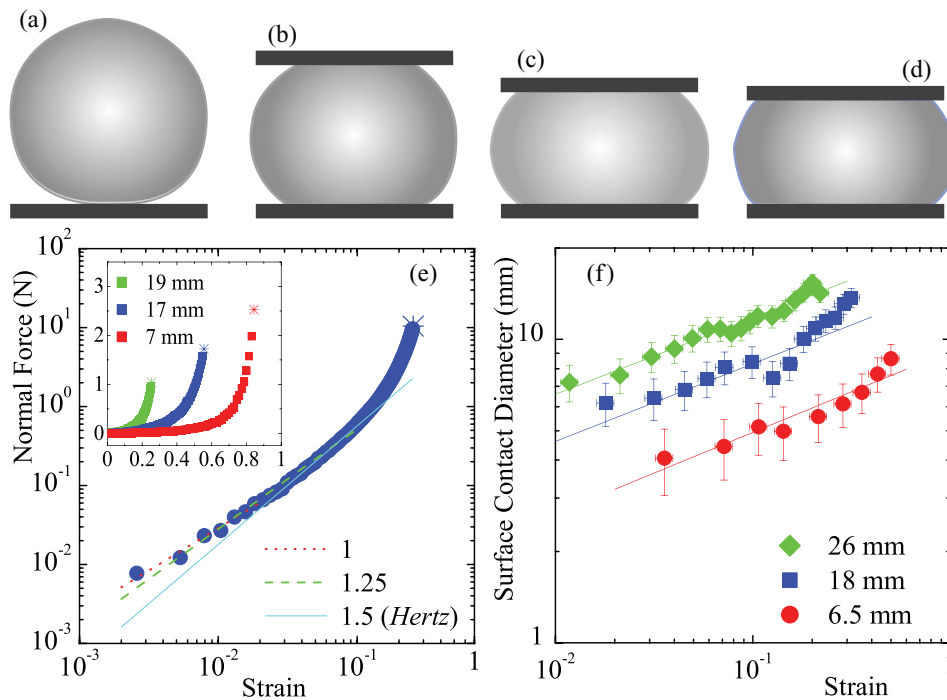 (a)
(b)
(c)
(d)
(e)
Normal Force (N)
10²
10¹
10⁰
10⁻¹
10⁻²
10⁻³
10⁻³
10⁻²
10⁻¹
10⁰
Strain
19 mm
17 mm
7 mm
3
2
1
0
0
0.2
0.4
0.6
0.8
1
1
1.25
1.5 (Hertz)
(f)
Surface Contact Diameter (mm)
10
1
10⁻²
10⁻¹
10⁰
Strain
26 mm
18 mm
6.5 mm